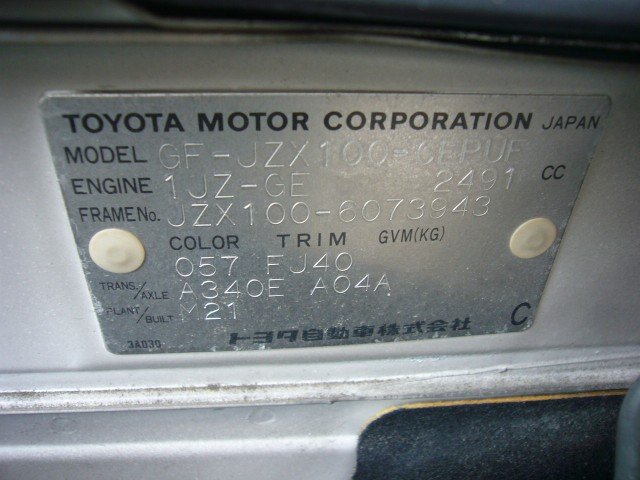 TOYOTA MOTOR CORPORATION JAPAN
MODEL GF-JZX100-GEPUF
ENGINE 1JZ-GE 2491 CC
FRAME No. JZX100-6073943
COLOR TRIM GVM(KG)
057 FJ40
TRANS./AXLE A340E A04A
PLANT/BUILT M21
トヨタ自動車株式会社 C
3A030